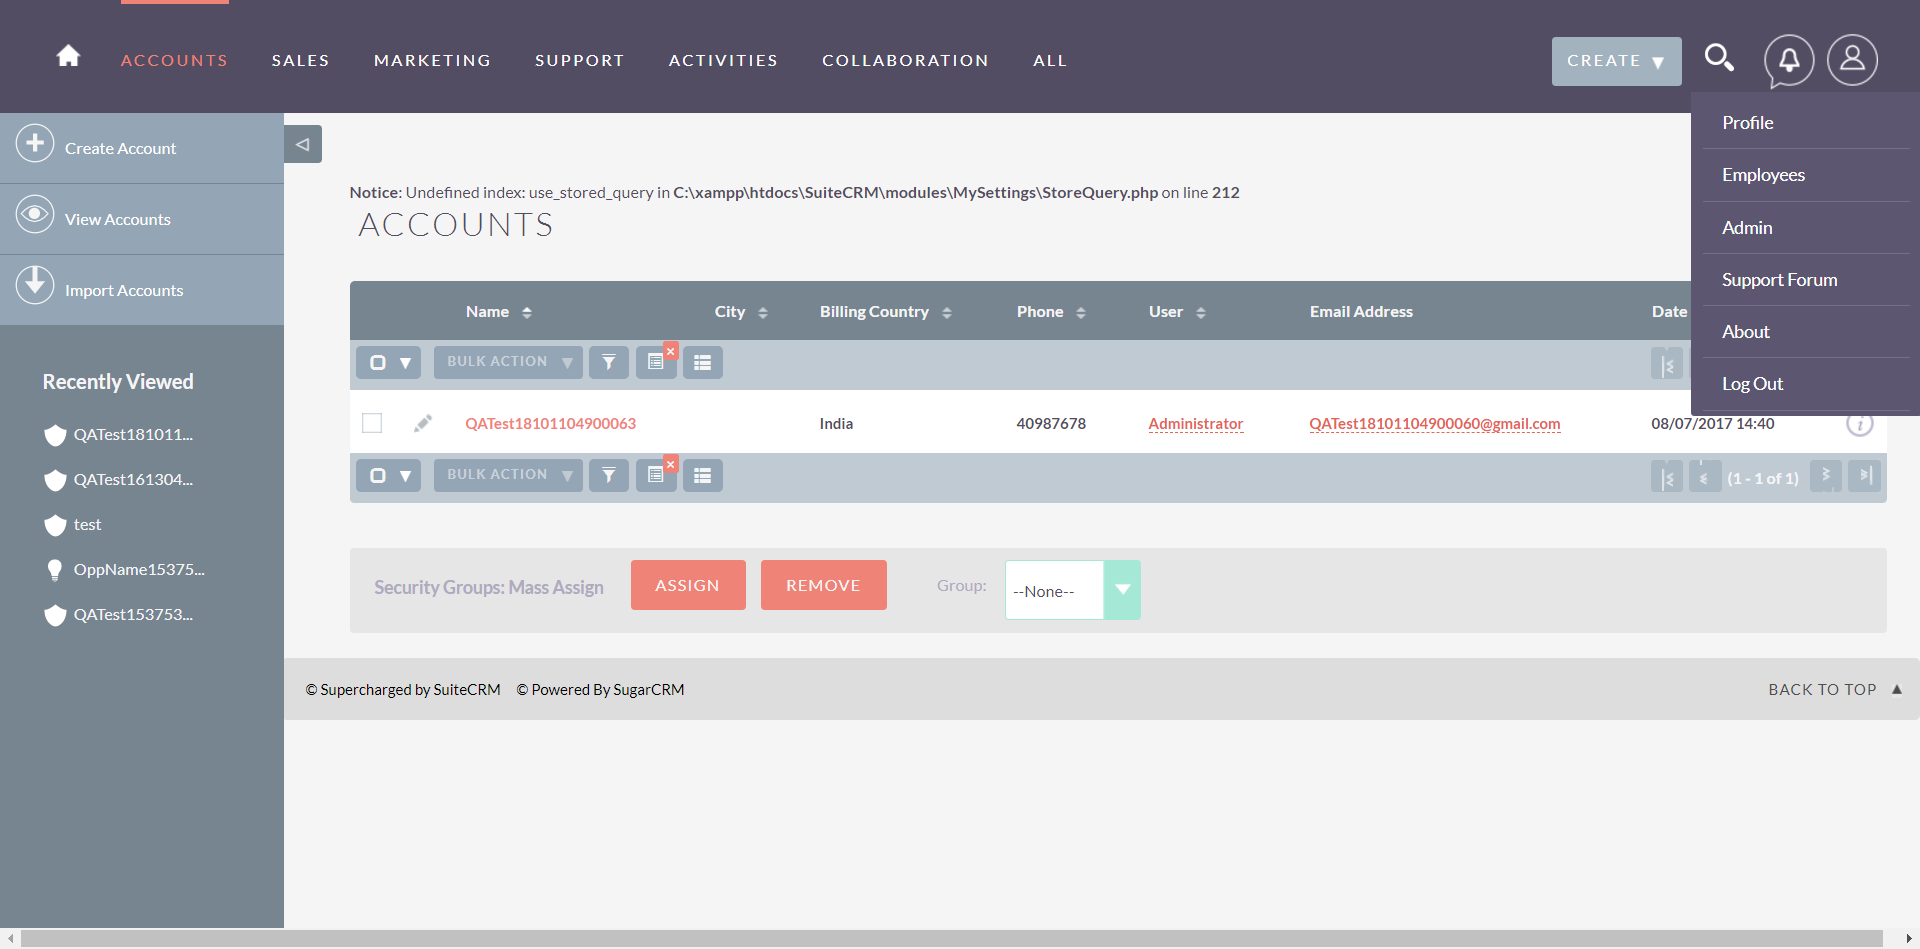 ACCOUNTS SALES MARKETING SUPPORT ACTIVITIES COLLABORATION ALL CREATE
Profile
Employees
Admin
Support Forum
About
Log Out
Create Account
View Accounts
Import Accounts
Recently Viewed
QATest181011...
QATest161304...
test
OppName15375...
QATest153753...
Notice: Undefined index: use_stored_query in C:\xampp\htdocs\SuiteCRM\modules\MySettings\StoreQuery.php on line 212
ACCOUNTS
Name City Billing Country Phone User Email Address Date
BULK ACTION
QATest18101104900063 India 40987678 Administrator QATest18101104900060@gmail.com 08/07/2017 14:40
BULK ACTION (1 - 1 of 1)
Security Groups: Mass Assign ASSIGN REMOVE Group: --None--
© Supercharged by SuiteCRM © Powered By SugarCRM BACK TO TOP